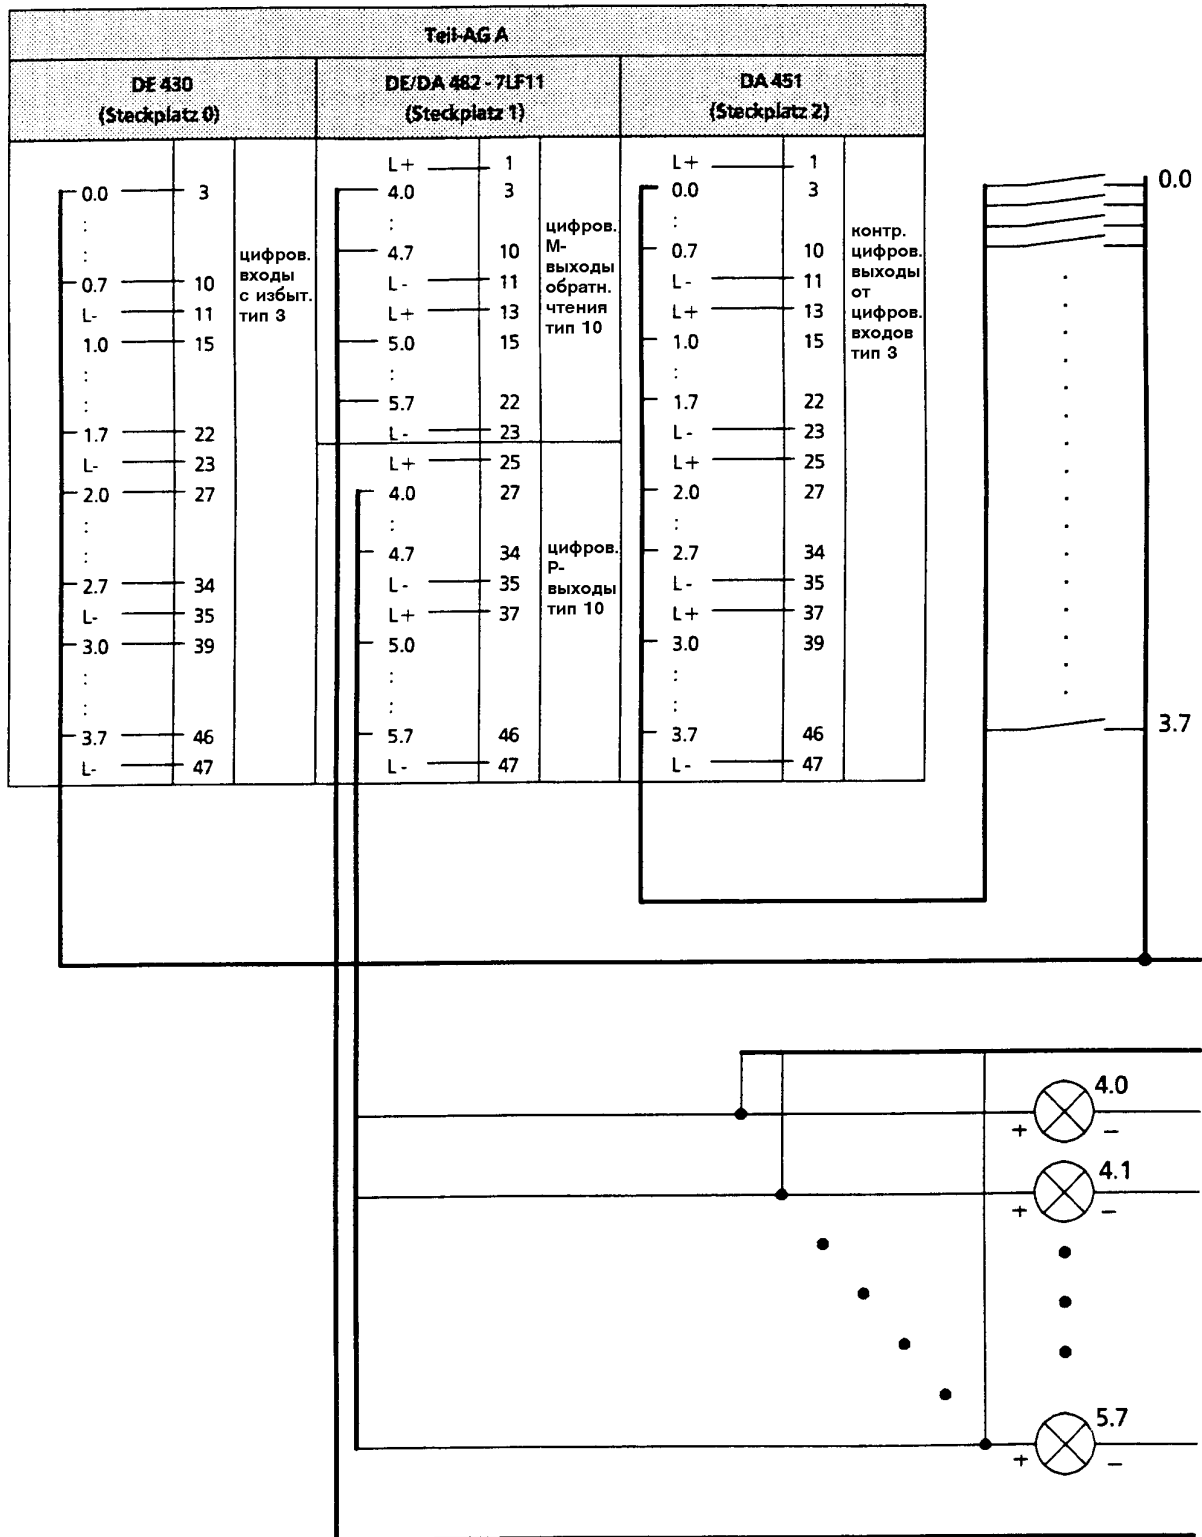 Teil-AG A
DE 430
(Steckplatz 0)
DE/DA 482 - 7LF11
(Steckplatz 1)
DA 451
(Steckplatz 2)
0.0 3
:
:
0.7 10
L- 11
1.0 15
:
:
1.7 22
L- 23
2.0 27
:
:
2.7 34
L- 35
3.0 39
:
:
3.7 46
L- 47
цифров.
входы
с избыт.
тип 3
L+ 1
4.0 3
:
4.7 10
L- 11
L+ 13
5.0 15
:
5.7 22
L- 23
цифров.
М-
выходы
обратн.
чтения
тип 10
L+ 25
4.0 27
:
4.7 34
L- 35
L+ 37
5.0
:
:
5.7 46
L- 47
цифров.
Р-
выходы
тип 10
L+ 1
0.0 3
:
0.7 10
L- 11
L+ 13
1.0 15
:
1.7 22
L- 23
L+ 25
2.0 27
:
2.7 34
L- 35
L+ 37
3.0 39
:
:
3.7 46
L- 47
контр.
цифров.
выходы
от
цифров.
входов
тип 3
0.0
3.7
4.0
+ −
4.1
+ −
5.7
+ −